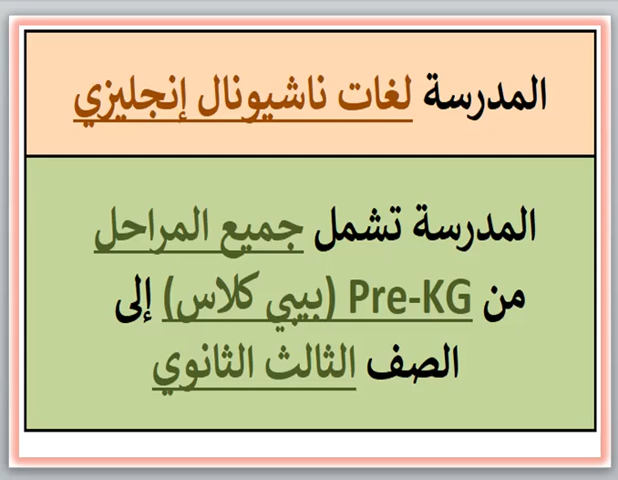 المدرسة لغات ناشيونال إنجليزي
المدرسة تشمل جميع المراحل
من Pre-KG (بيبي كلاس) إلى
الصف الثالث الثانوي